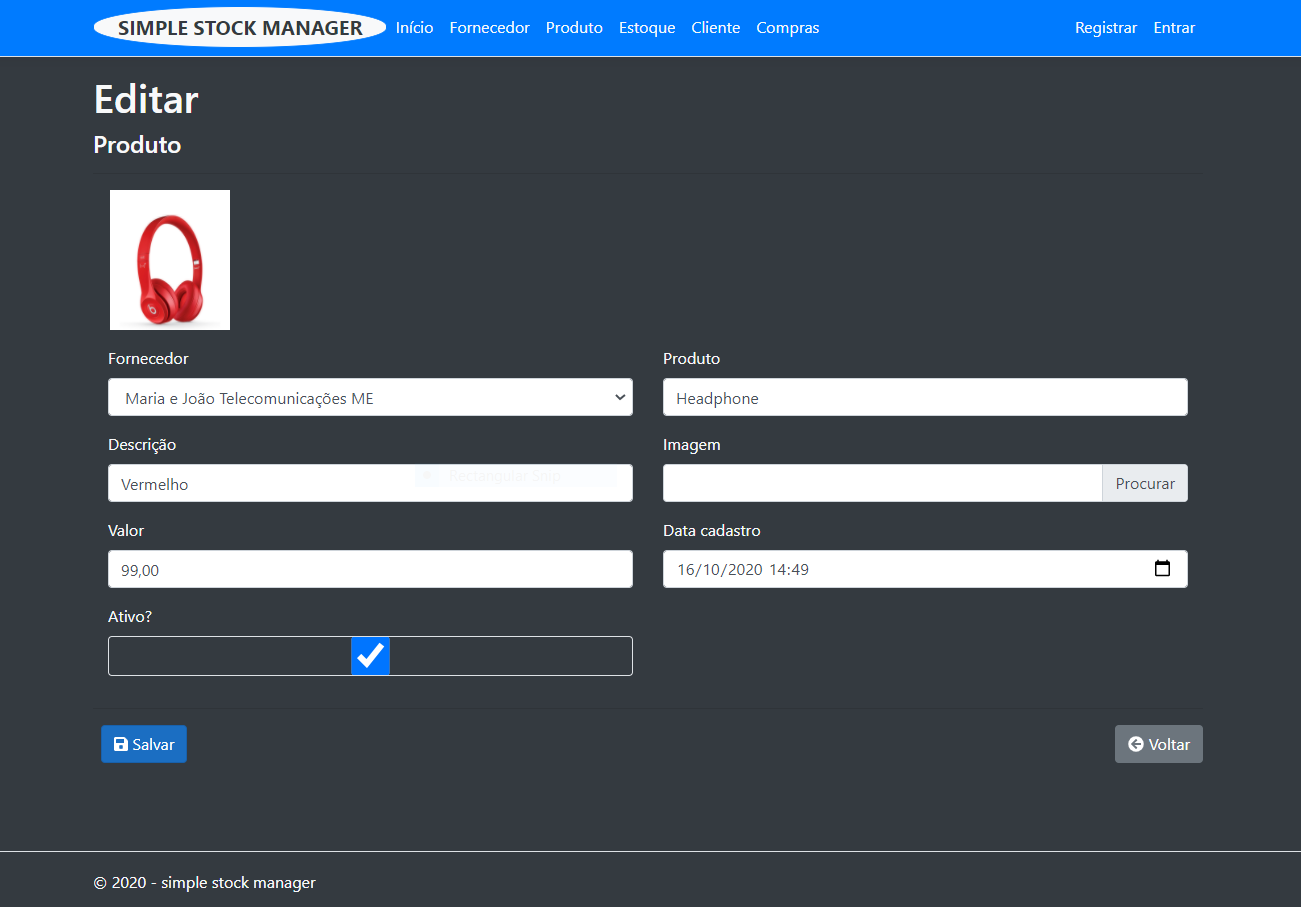 SIMPLE STOCK MANAGER Início Fornecedor Produto Estoque Cliente Compras Registrar Entrar
Editar
Produto
Fornecedor Produto
Maria e João Telecomunicações ME Headphone
Descrição Imagem
Rectangular Snip
Vermelho Procurar
Valor Data cadastro
99,00 16/10/2020 14:49
Ativo?
Salvar Voltar
© 2020 - simple stock manager